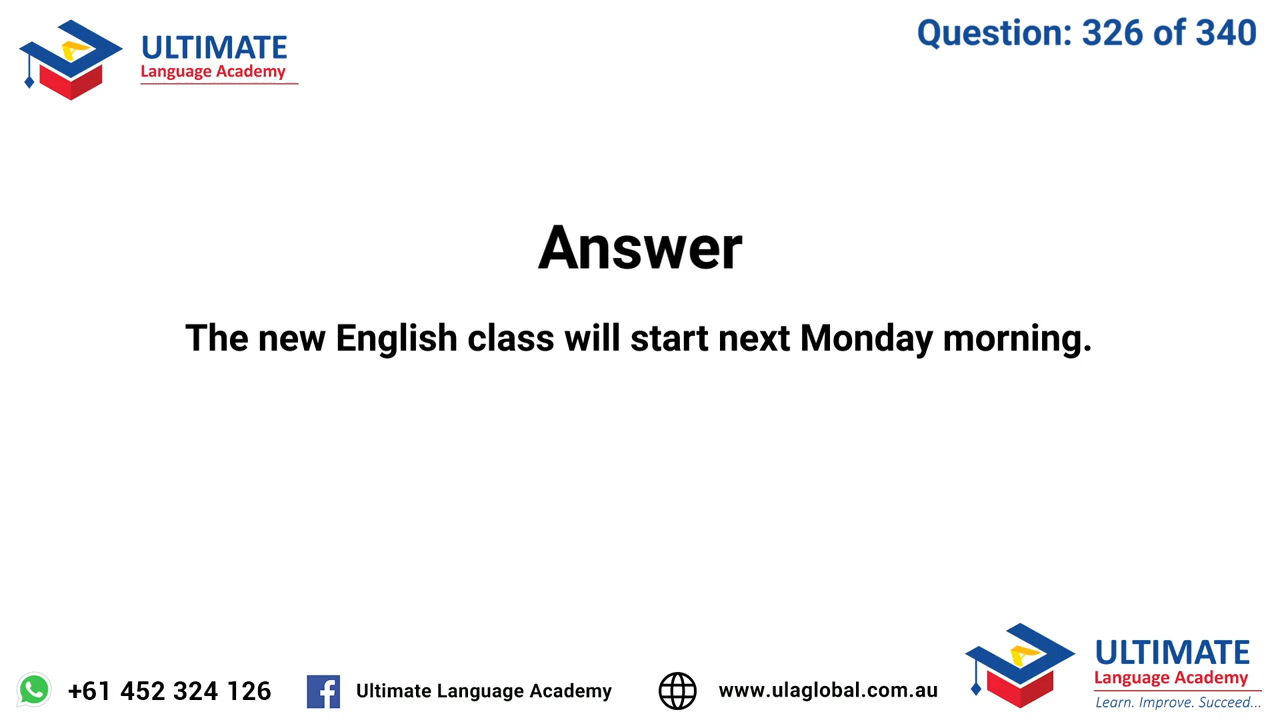 ULTIMATE
Language Academy
Question: 326 of 340
Answer
The new English class will start next Monday morning.
+61 452 324 126
Ultimate Language Academy
www.ulaglobal.com.au
ULTIMATE
Language Academy
Learn. Improve. Succeed...